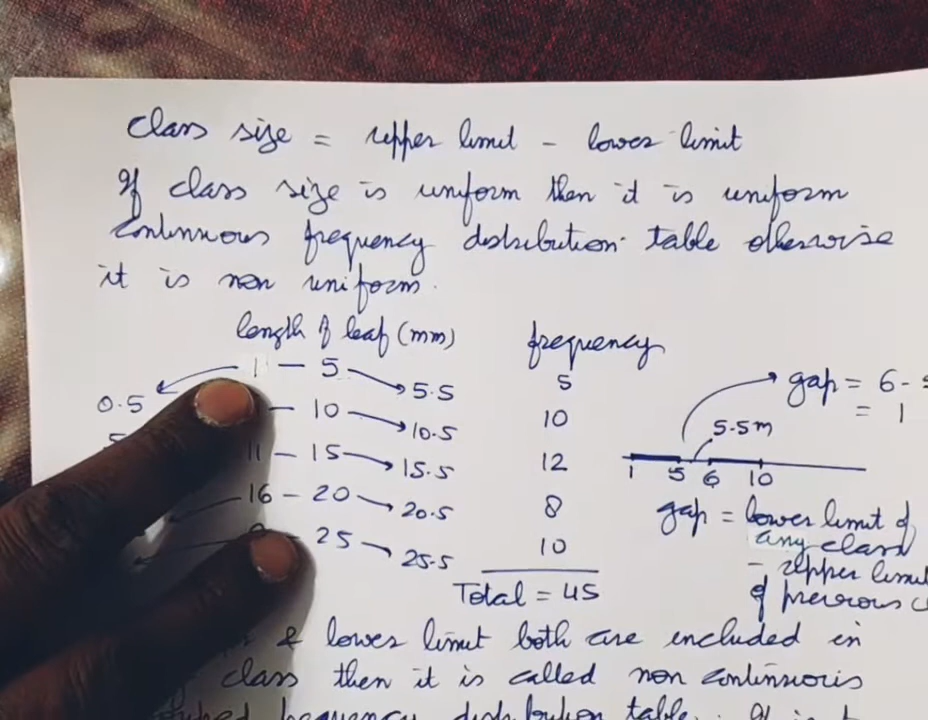 class size = upper limit - lower limit
If class size is uniform then it is uniform
continuous frequency distribution table otherwise
it is non uniform.
length of leaf (mm) frequency
0.5 1 - 5 5.5 5
- 10 10.5 10
11 - 15 15.5 12
16 - 20 20.5 8
25 25.5 10
Total = 45
gap = 6 -
= 1
5.5m
1 5 6 10
gap = lower limit of
any class
- upper limit
of previous
& lower limit both are included in
class then it is called non continuous
frequency distribution table.